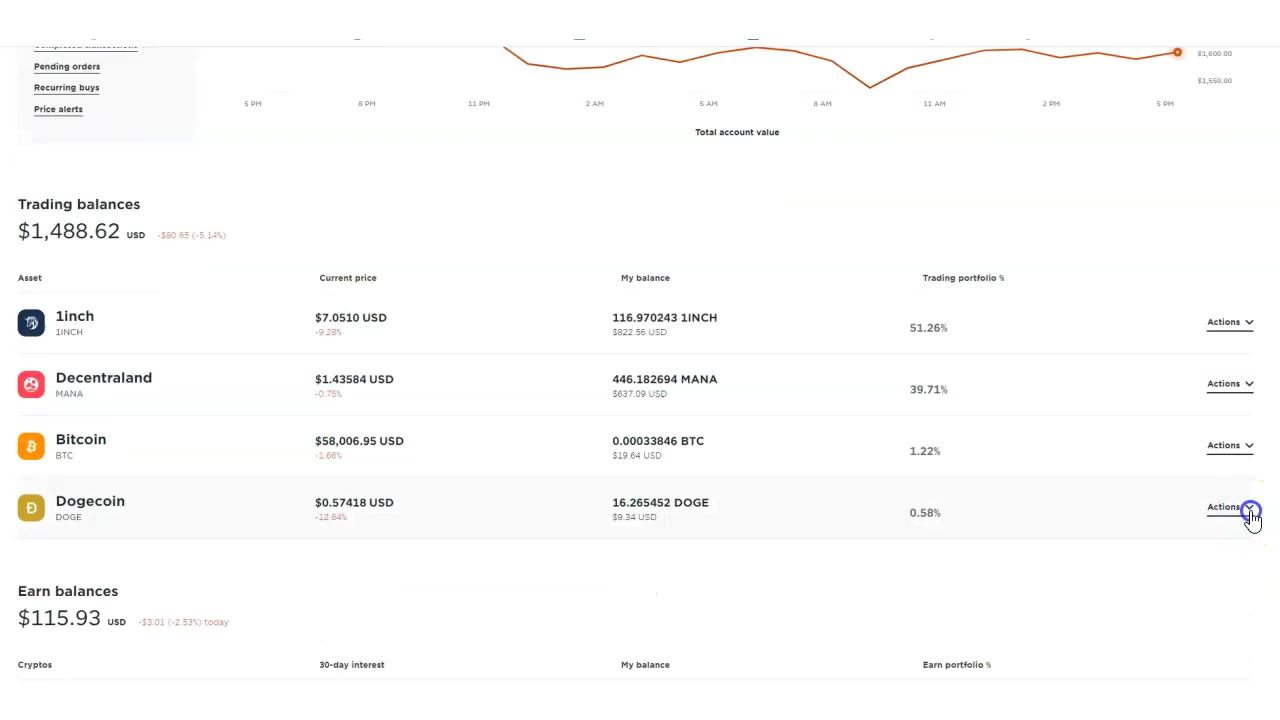 Completed transactions
Pending orders
Recurring buys
Price alerts
$1,600.00
$1,550.00
5 PM 8 PM 11 PM 2 AM 5 AM 8 AM 11 AM 2 PM 5 PM
Total account value
Trading balances
$1,488.62 USD -$80.65 (-5.14%)
Asset Current price My balance Trading portfolio %
1inch $7.0510 USD 116.970243 1INCH 51.26% Actions
1INCH -9.28% $822.56 USD
Decentraland $1.43584 USD 446.182694 MANA 39.71% Actions
MANA -0.75% $637.09 USD
Bitcoin $58,006.95 USD 0.00033846 BTC 1.22% Actions
BTC -1.66% $19.64 USD
Dogecoin $0.57418 USD 16.265452 DOGE 0.58% Actions
DOGE -12.64% $9.34 USD
Earn balances
$115.93 USD -$3.01 (-2.53%) today
Cryptos 30-day interest My balance Earn portfolio %